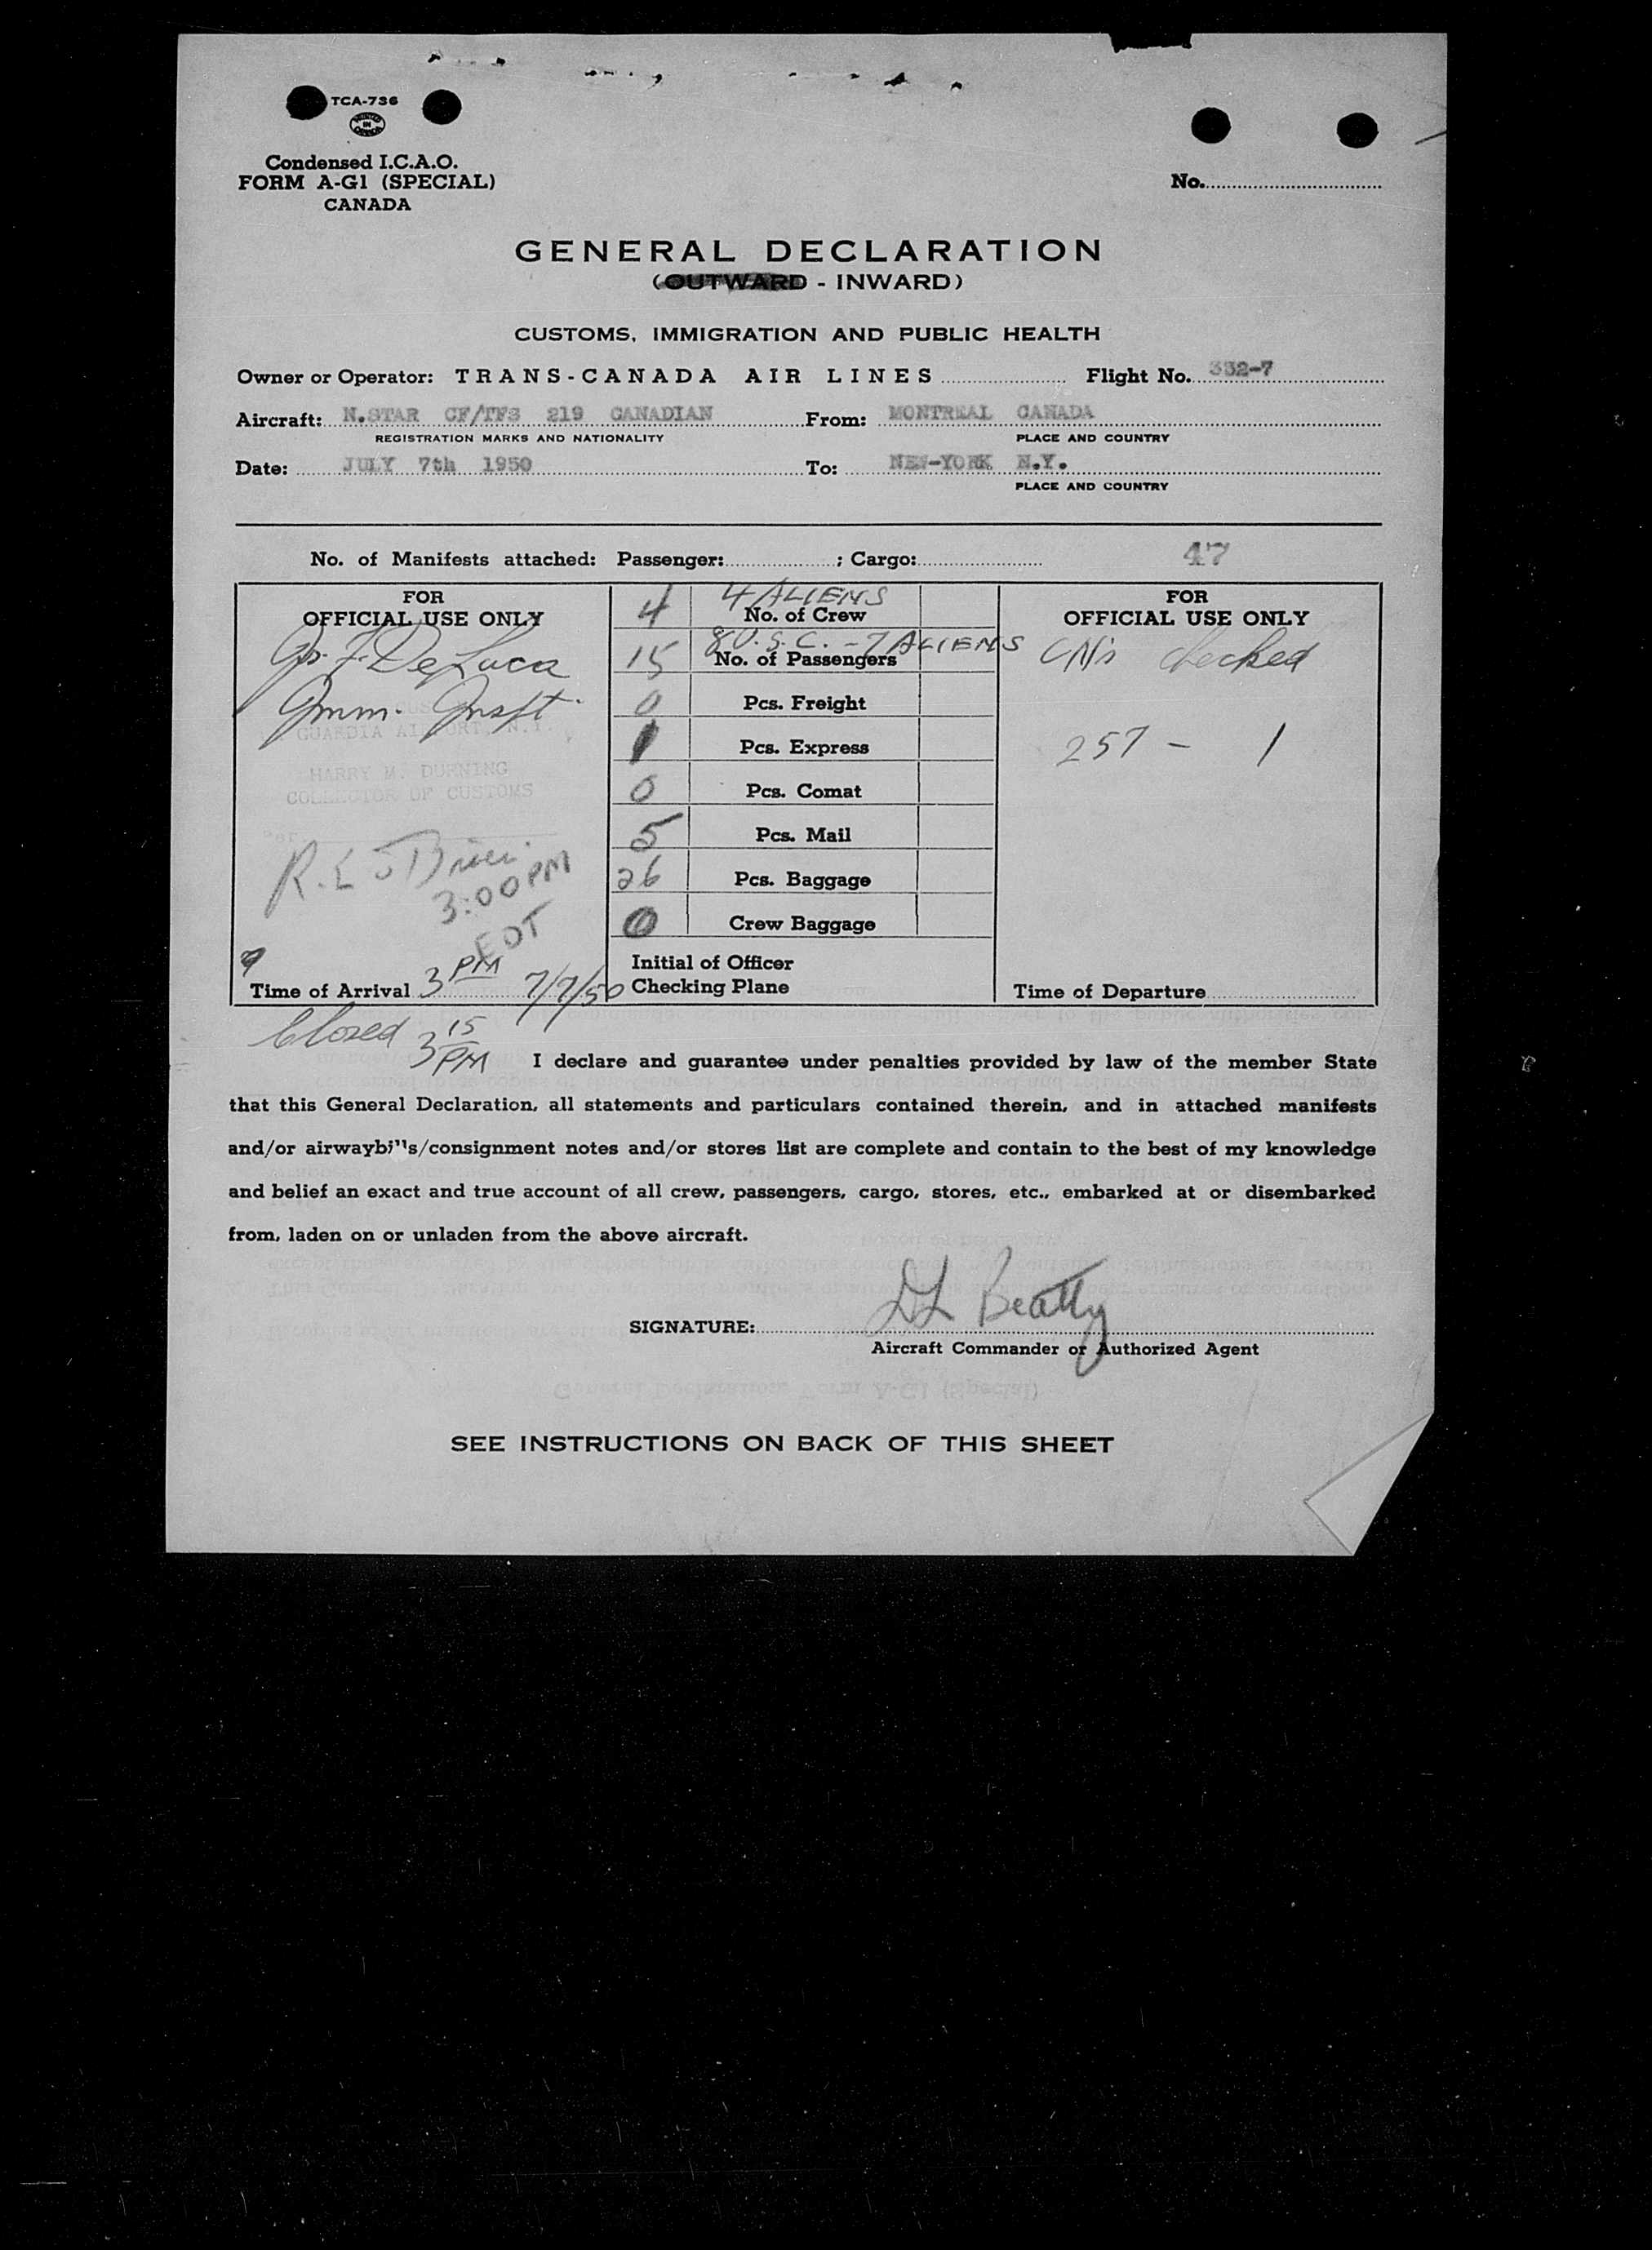 TCA-736
Condensed I.C.A.O.
FORM A-G1 (SPECIAL)
CANADA
No.
GENERAL DECLARATION
(OUTWARD - INWARD)
CUSTOMS, IMMIGRATION AND PUBLIC HEALTH
Owner or Operator: TRANS-CANADA AIR LINES Flight No. 332-7
Aircraft: N.STAR CF/TFS 219 CANADIAN From: MONTREAL CANADA
REGISTRATION MARKS AND NATIONALITY PLACE AND COUNTRY
Date: JULY 7th 1950 To: NEW-YORK N.Y.
PLACE AND COUNTRY
No. of Manifests attached: Passenger: ; Cargo: 47
FOR
OFFICIAL USE ONLY
Jos. F. DeLuca
Imm. Inspt.
GUARDIA AIRPORT, N.Y.
HARRY M. DURNING
COLLECTOR OF CUSTOMS
R.E. O'Brien
3:00 PM
EDT
Time of Arrival 3 PM 7/7/50
4 4 ALIENS
No. of Crew
15 8 U.S.C. - 7 ALIENS
No. of Passengers
0 Pcs. Freight
1 Pcs. Express
0 Pcs. Comat
5 Pcs. Mail
26 Pcs. Baggage
0 Crew Baggage
Initial of Officer
Checking Plane
FOR
OFFICIAL USE ONLY
CN's checked
257 - 1
Time of Departure
Closed 3 15 PM
I declare and guarantee under penalties provided by law of the member State
that this General Declaration, all statements and particulars contained therein, and in attached manifests
and/or airwaybills/consignment notes and/or stores list are complete and contain to the best of my knowledge
and belief an exact and true account of all crew, passengers, cargo, stores, etc., embarked at or disembarked
from, laden on or unladen from the above aircraft.
SIGNATURE: DL Beatty
Aircraft Commander or Authorized Agent
SEE INSTRUCTIONS ON BACK OF THIS SHEET